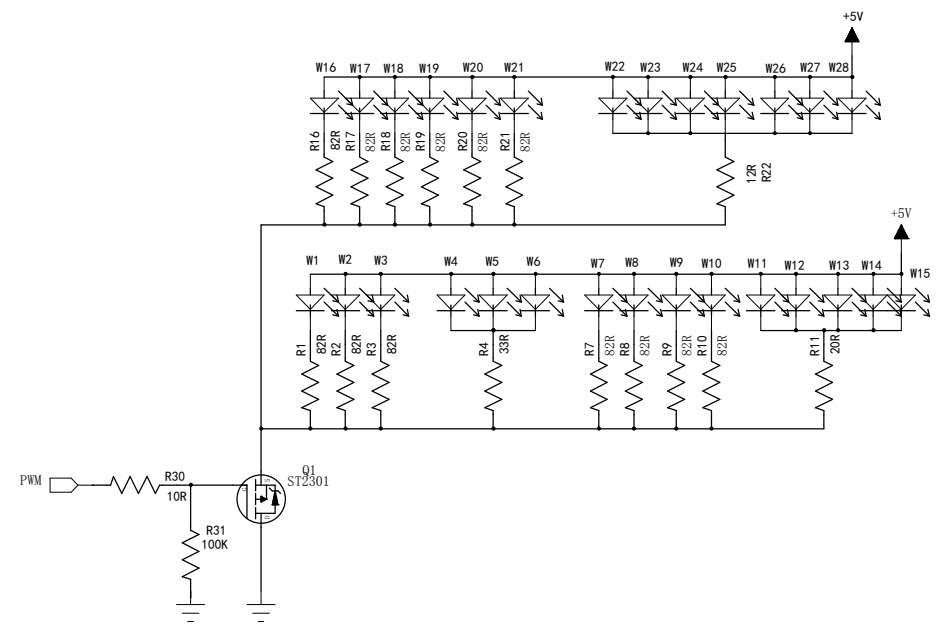 +5V
W16 W17 W18 W19 W20 W21 W22 W23 W24 W25 W26 W27 W28
R16 82R R17 82R R18 82R R19 82R R20 82R R21 82R
12R R22
+5V
W1 W2 W3 W4 W5 W6 W7 W8 W9 W10 W11 W12 W13 W14 W15
R1 82R R2 82R R3 82R R4 33R R7 82R R8 82R R9 82R R10 82R R11 20R
PWM
R30
10R
Q1
ST2301
S
G
D
R31
100K